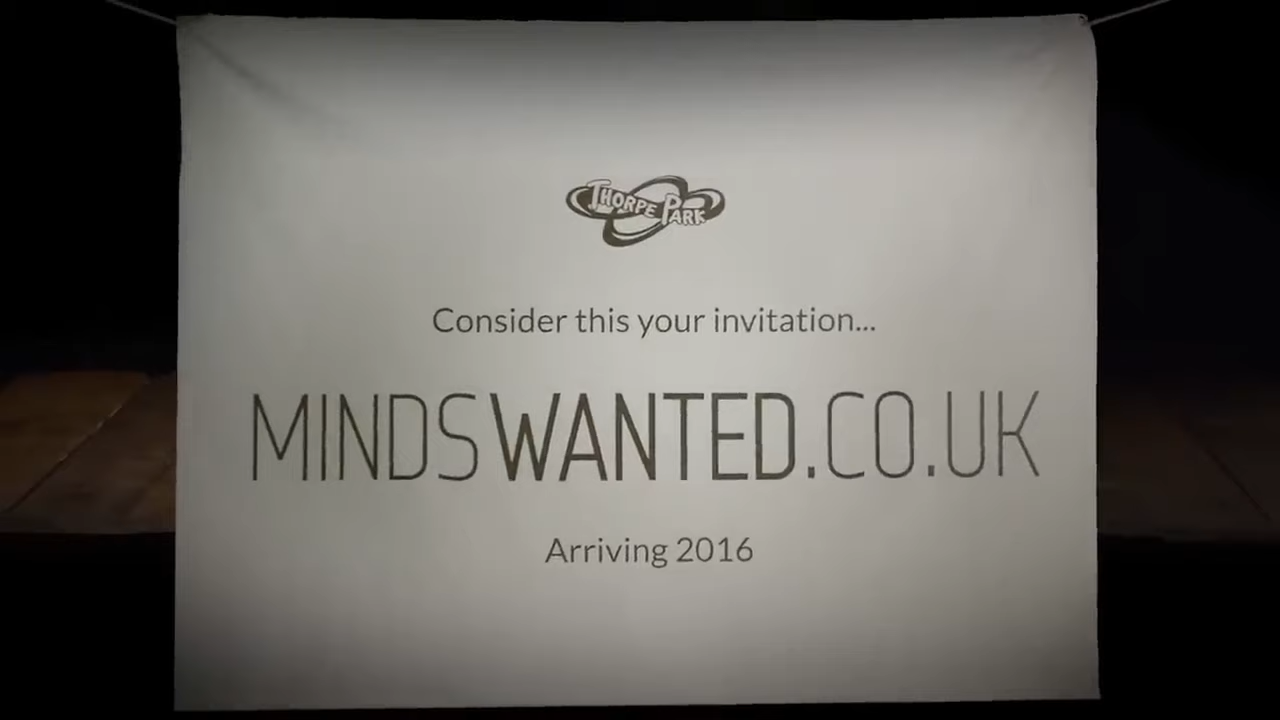 THORPE PARK
Consider this your invitation...
MINDSWANTED.CO.UK
Arriving 2016